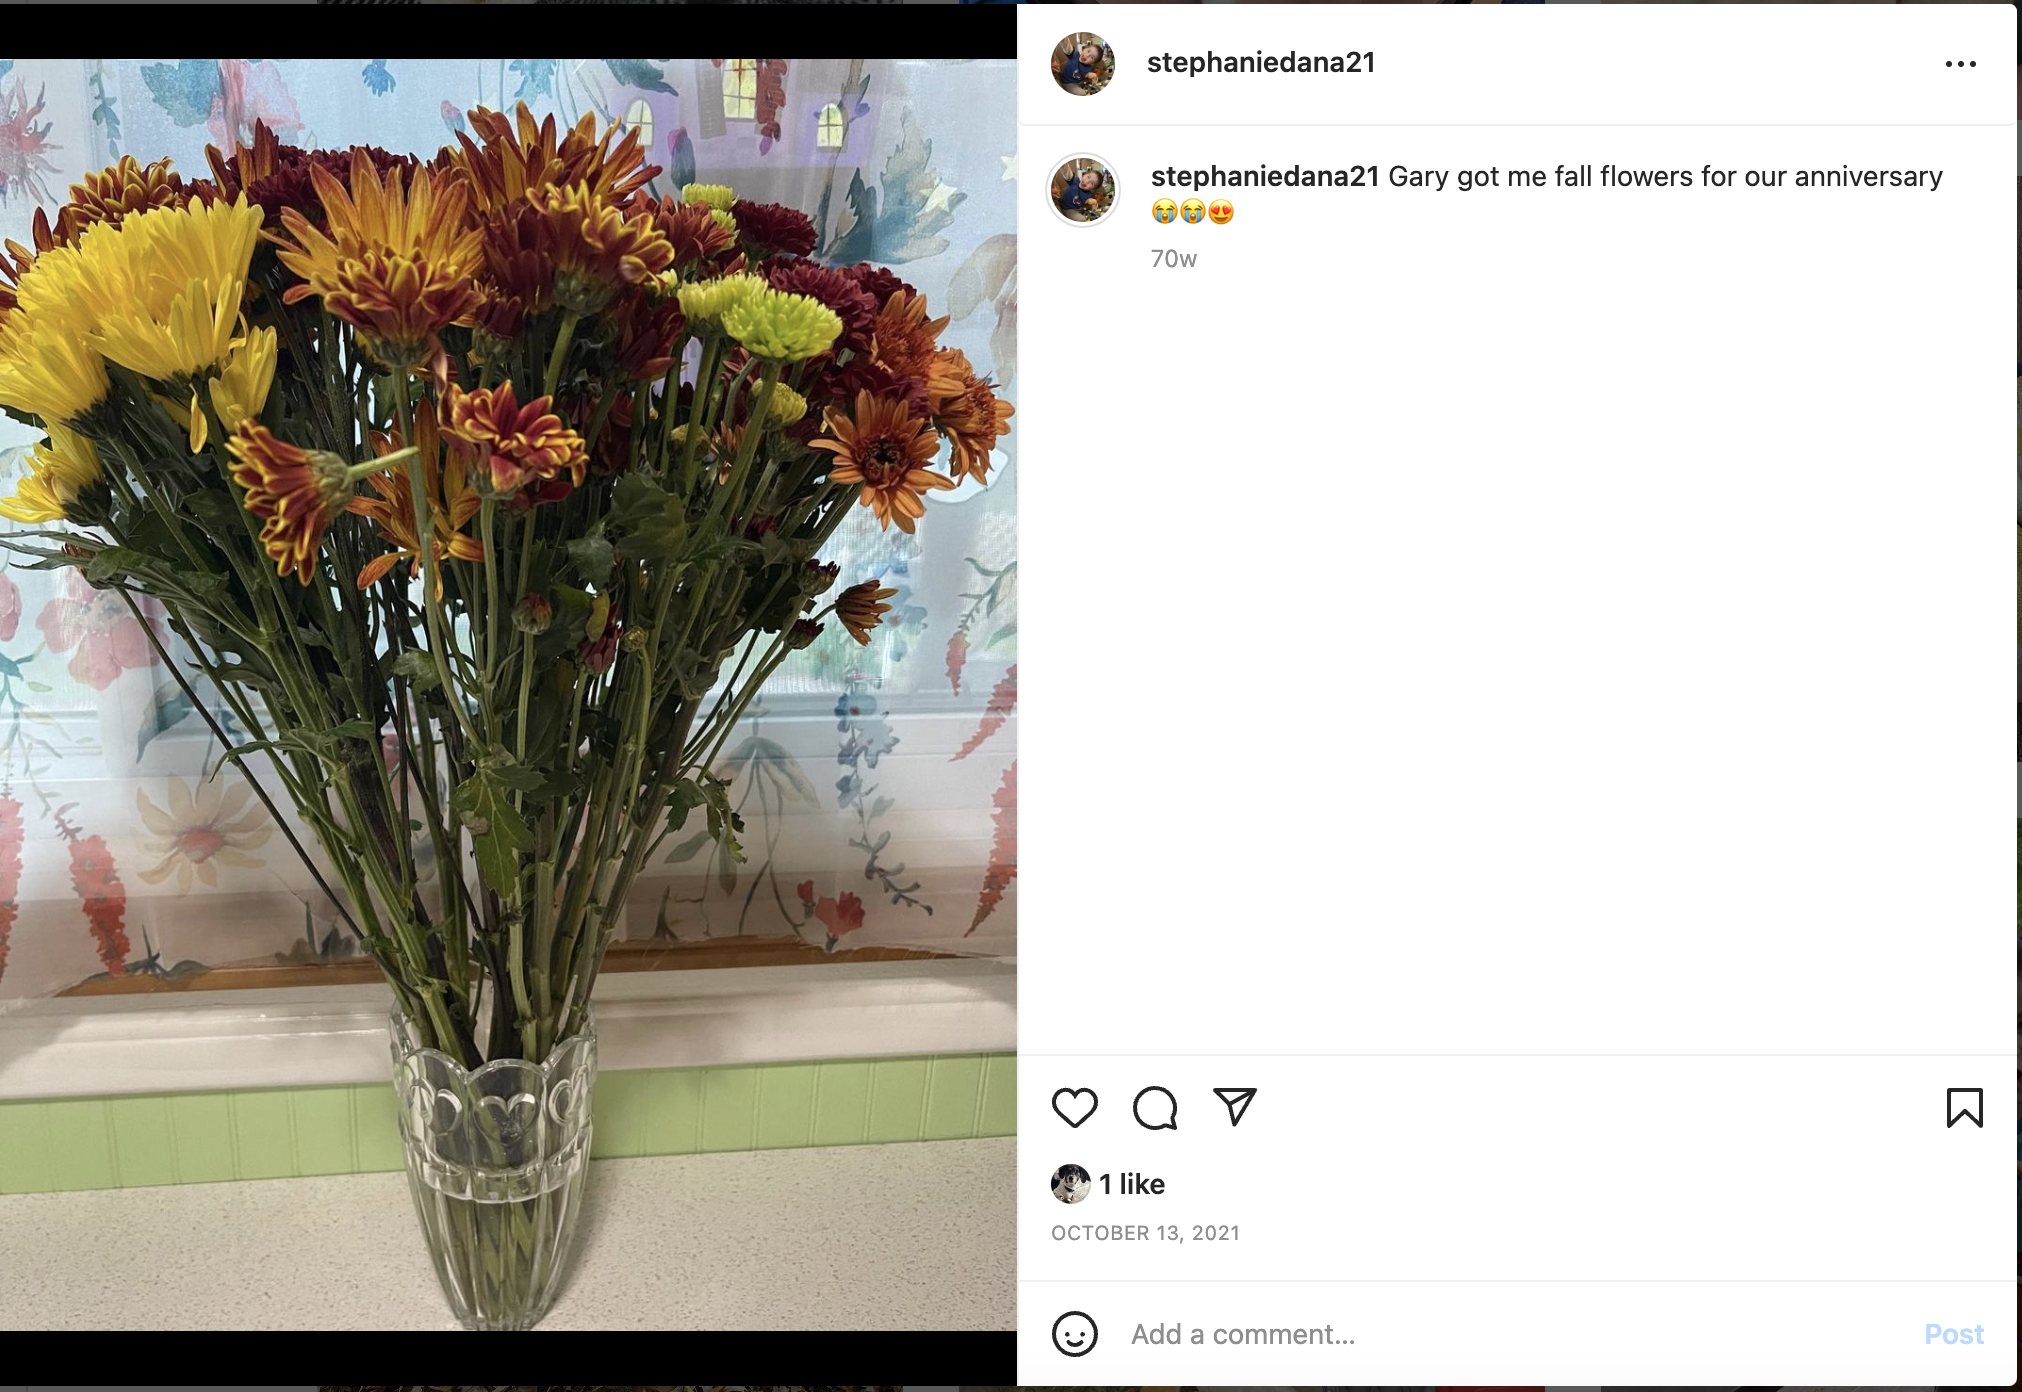 stephaniedana21
stephaniedana21 Gary got me fall flowers for our anniversary
😭😭😍
70w
1 like
OCTOBER 13, 2021
Add a comment...
Post